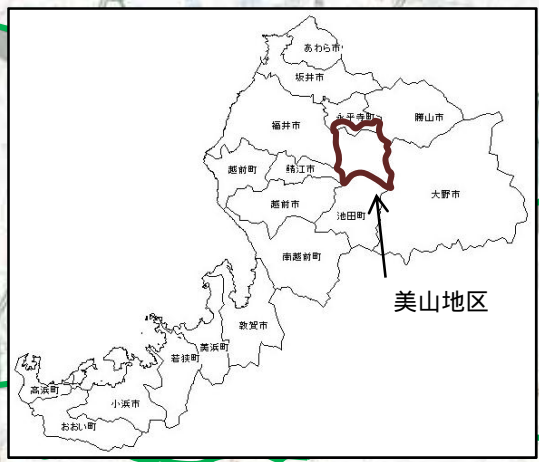 あわら市
坂井市
永平寺町
勝山市
福井市
越前町
鯖江市
大野市
越前市
池田町
南越前町
美山地区
敦賀市
美浜町
若狭町
高浜町
小浜市
おおい町